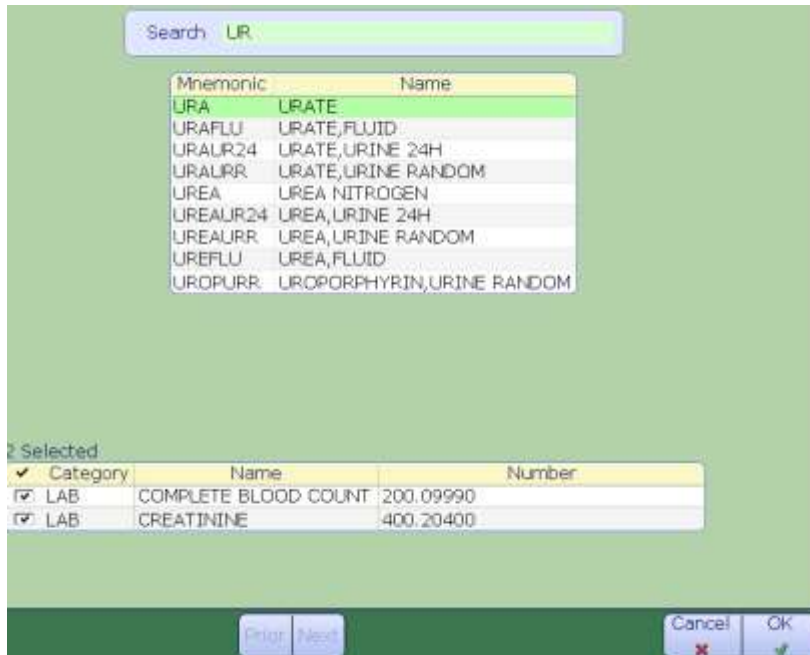 Search UR
Mnemonic Name
URA URATE
URAFLU URATE,FLUID
URAUR24 URATE,URINE 24H
URAURR URATE,URINE RANDOM
UREA UREA NITROGEN
UREAUR24 UREA,URINE 24H
UREAURR UREA,URINE RANDOM
UREFLU UREA,FLUID
UROPURR UROPORPHYRIN,URINE RANDOM
2 Selected
Category Name Number
LAB COMPLETE BLOOD COUNT 200.09990
LAB CREATININE 400.20400
Prior Next Cancel OK